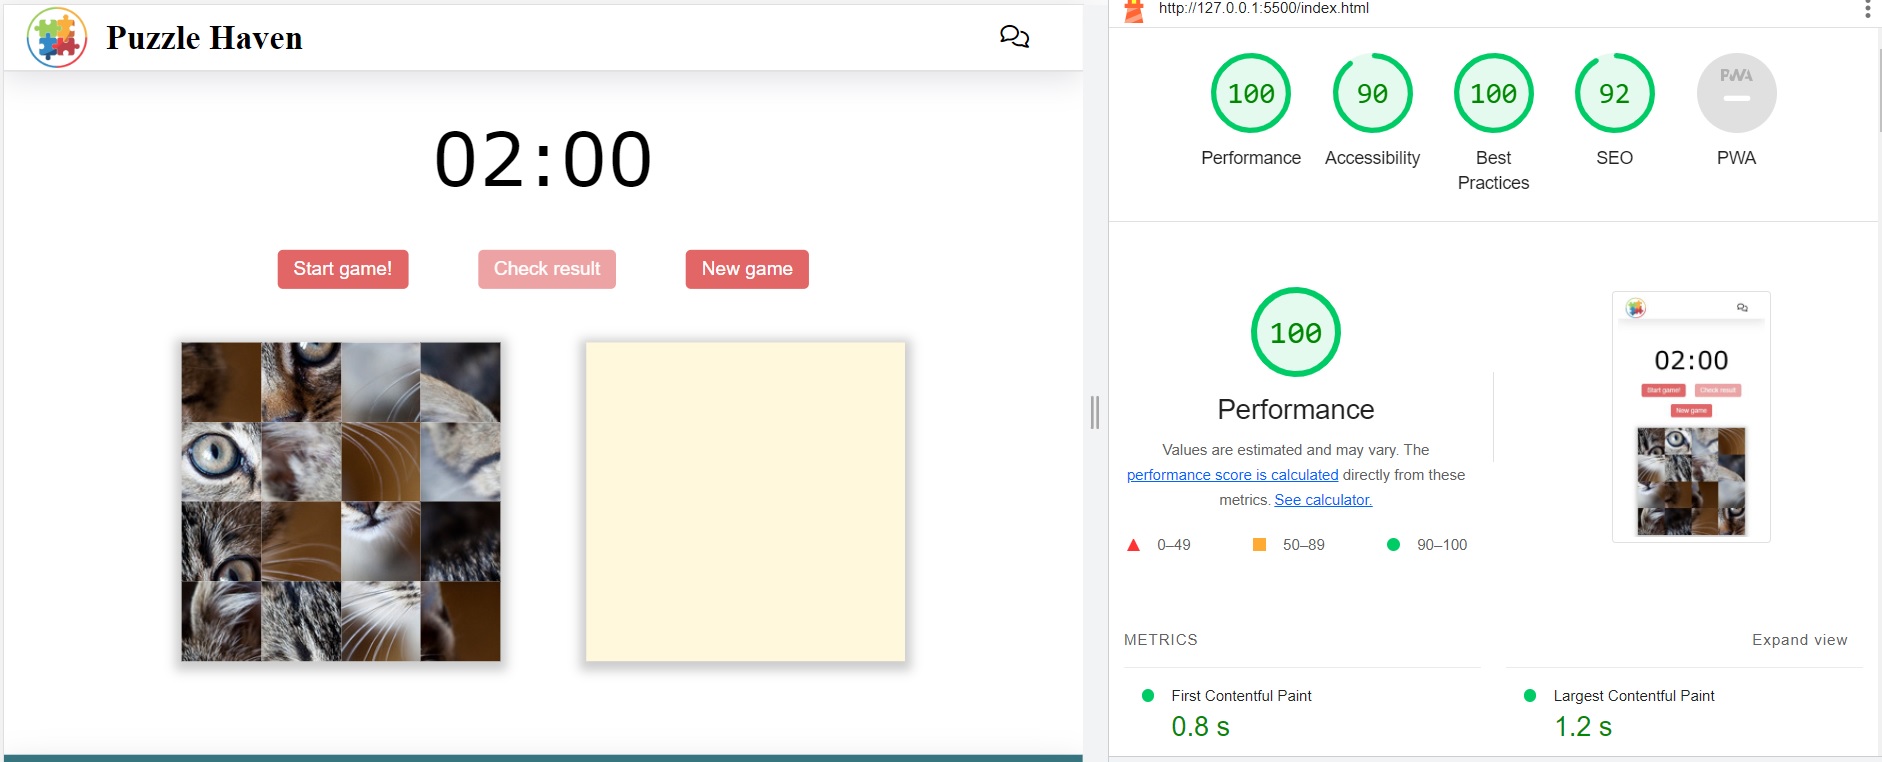 Puzzle Haven
02:00
Start game!
Check result
New game
http://127.0.0.1:5500/index.html
100
90
100
92
PWA
Performance
Accessibility
Best
Practices
SEO
PWA
100
Performance
Values are estimated and may vary. The
performance score is calculated directly from these
metrics. See calculator.
0–49
50–89
90–100
02:00
Start game!
Check result
New game
METRICS
Expand view
First Contentful Paint
0.8 s
Largest Contentful Paint
1.2 s